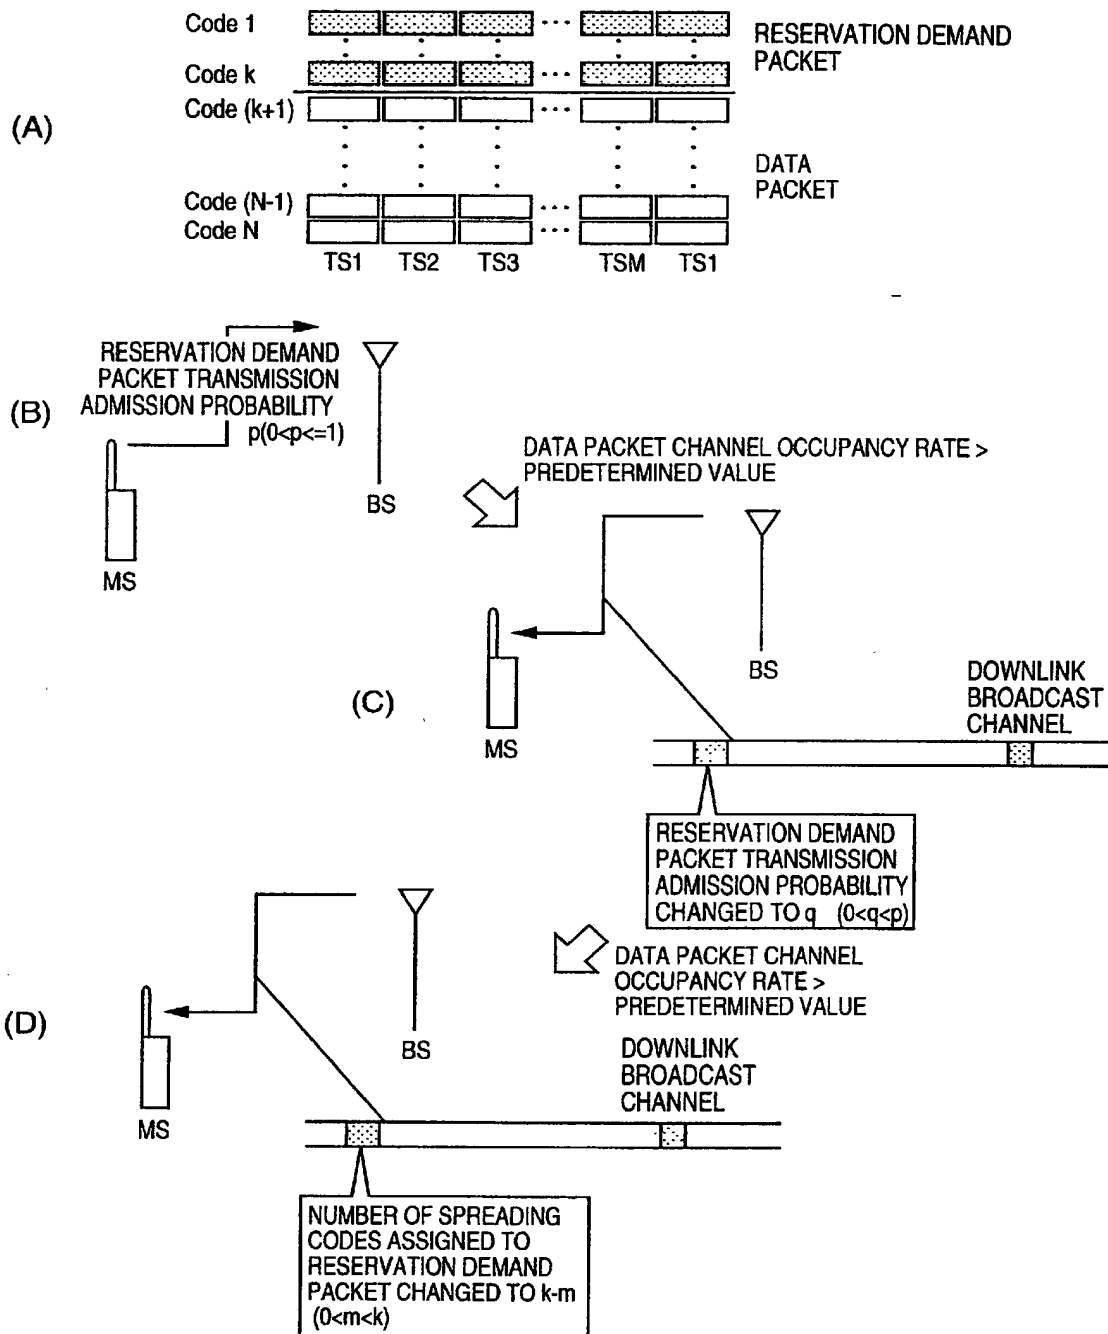 (A)
Code 1
Code k
Code (k+1)
Code (N-1)
Code N
TS1 TS2 TS3 TSM TS1
RESERVATION DEMAND
PACKET
DATA
PACKET
(B)
RESERVATION DEMAND
PACKET TRANSMISSION
ADMISSION PROBABILITY
p(0<p<=1)
MS
BS
DATA PACKET CHANNEL OCCUPANCY RATE >
PREDETERMINED VALUE
(C)
MS
BS
DOWNLINK
BROADCAST
CHANNEL
RESERVATION DEMAND
PACKET TRANSMISSION
ADMISSION PROBABILITY
CHANGED TO q (0<q<p)
DATA PACKET CHANNEL
OCCUPANCY RATE >
PREDETERMINED VALUE
(D)
MS
BS
DOWNLINK
BROADCAST
CHANNEL
NUMBER OF SPREADING
CODES ASSIGNED TO
RESERVATION DEMAND
PACKET CHANGED TO k-m
(0<m<k)